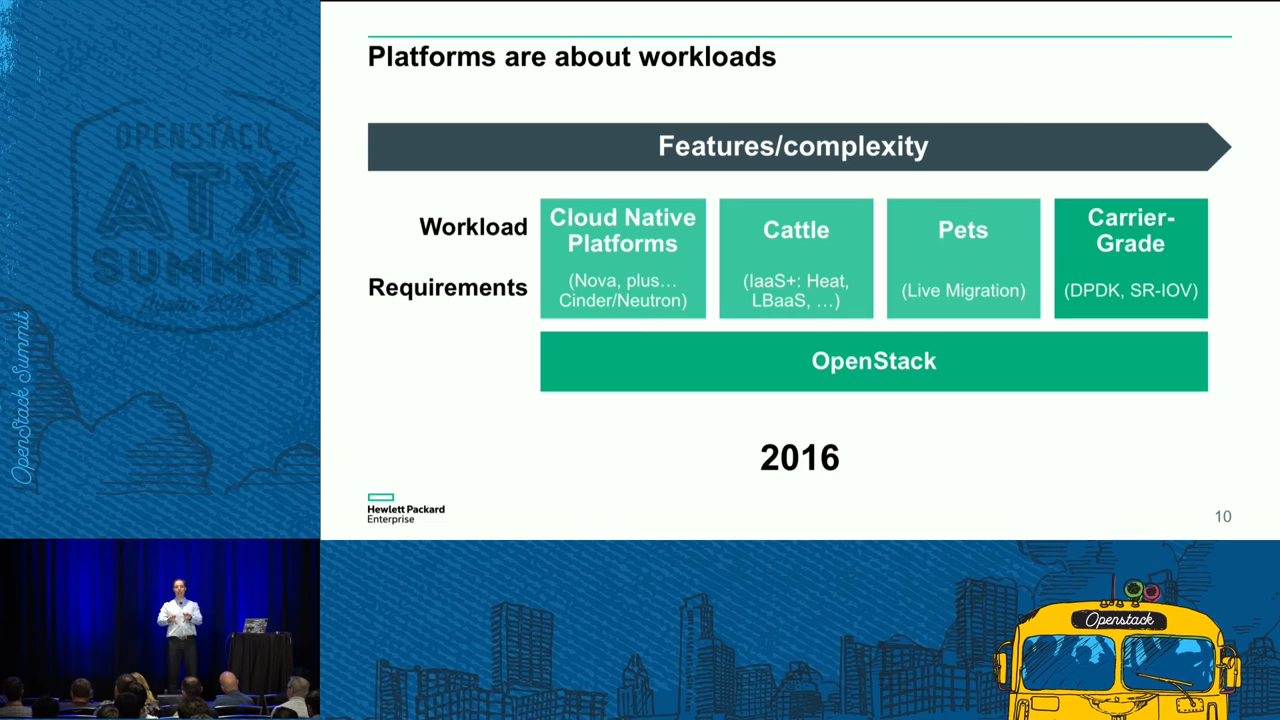 OPENSTACK
ATX
SUMMIT
OpenStack Summit
Platforms are about workloads
Features/complexity
Workload
Requirements
Cloud Native
Platforms
(Nova, plus…
Cinder/Neutron)
Cattle
(IaaS+: Heat,
LBaaS, …)
Pets
(Live Migration)
Carrier-
Grade
(DPDK, SR-IOV)
OpenStack
2016
Hewlett Packard
Enterprise
10
Openstack